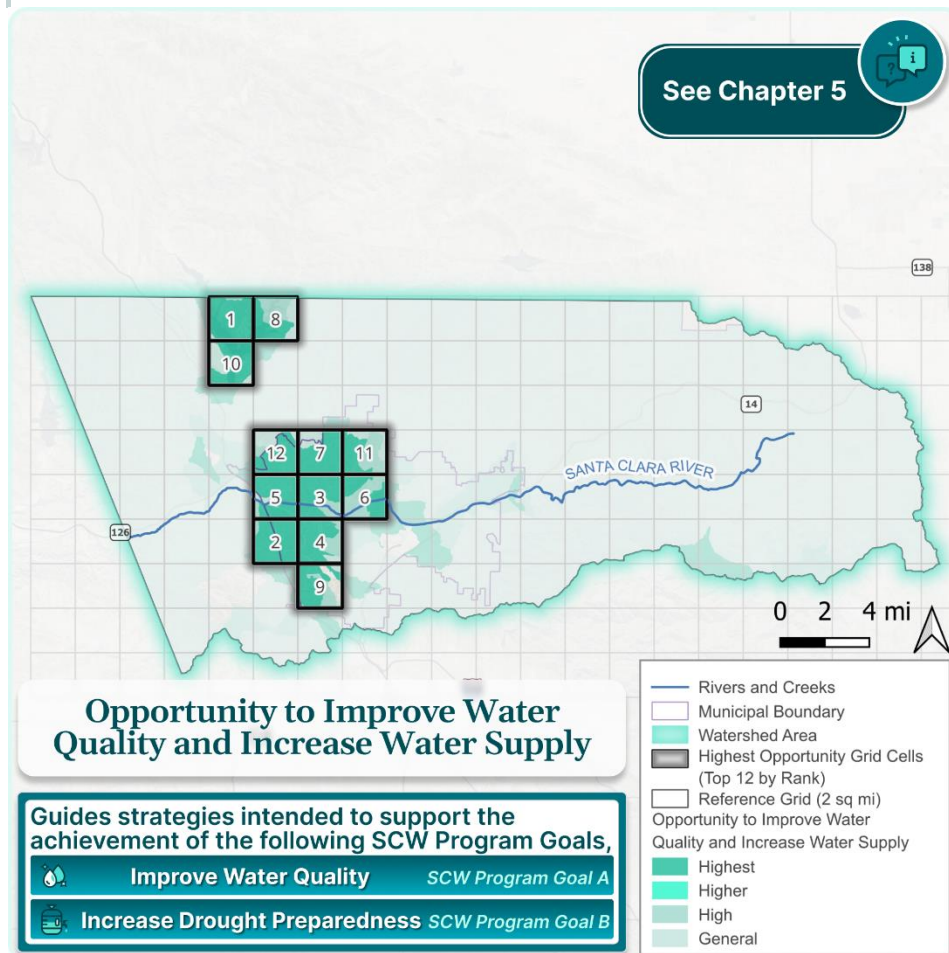 See Chapter 5
?
i
138
1
8
10
14
12
7
11
SANTA CLARA RIVER
5
3
6
126
2
4
9
0 2 4 mi
Opportunity to Improve Water
Quality and Increase Water Supply
Guides strategies intended to support the
achievement of the following SCW Program Goals,
Improve Water Quality SCW Program Goal A
Increase Drought Preparedness SCW Program Goal B
Rivers and Creeks
Municipal Boundary
Watershed Area
Highest Opportunity Grid Cells
(Top 12 by Rank)
Reference Grid (2 sq mi)
Opportunity to Improve Water
Quality and Increase Water Supply
Highest
Higher
High
General